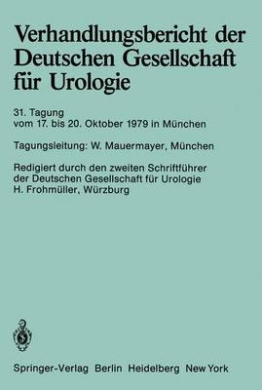 Verhandlungsbericht der
Deutschen Gesellschaft
für Urologie
31. Tagung
vom 17. bis 20. Oktober 1979 in München
Tagungsleitung: W. Mauermayer, München
Redigiert durch den zweiten Schriftführer
der Deutschen Gesellschaft für Urologie
H. Frohmüller, Würzburg
Springer-Verlag Berlin Heidelberg New York